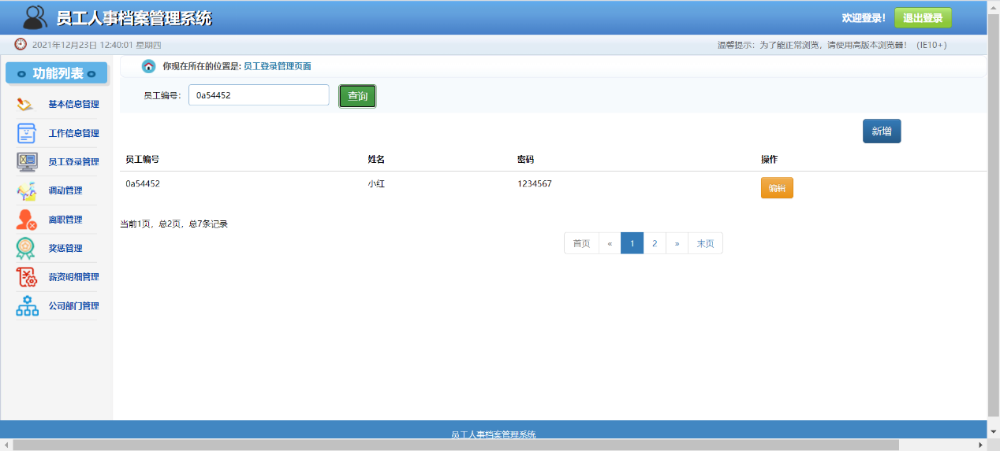 员工人事档案管理系统
欢迎登录!
退出登录
2021年12月23日 12:40:01 星期四
温馨提示：为了能正常浏览，请使用高版本浏览器！（IE10+）
功能列表
你现在所在的位置是: 员工登录管理页面
员工编号: 0a54452 查询
基本信息管理
工作信息管理
员工登录管理
调动管理
离职管理
奖惩管理
薪资明细管理
公司部门管理
新增
员工编号 姓名 密码 操作
0a54452 小红 1234567 编辑
当前1页，总2页，总7条记录
首页 « 1 2 » 末页
员工人事档案管理系统